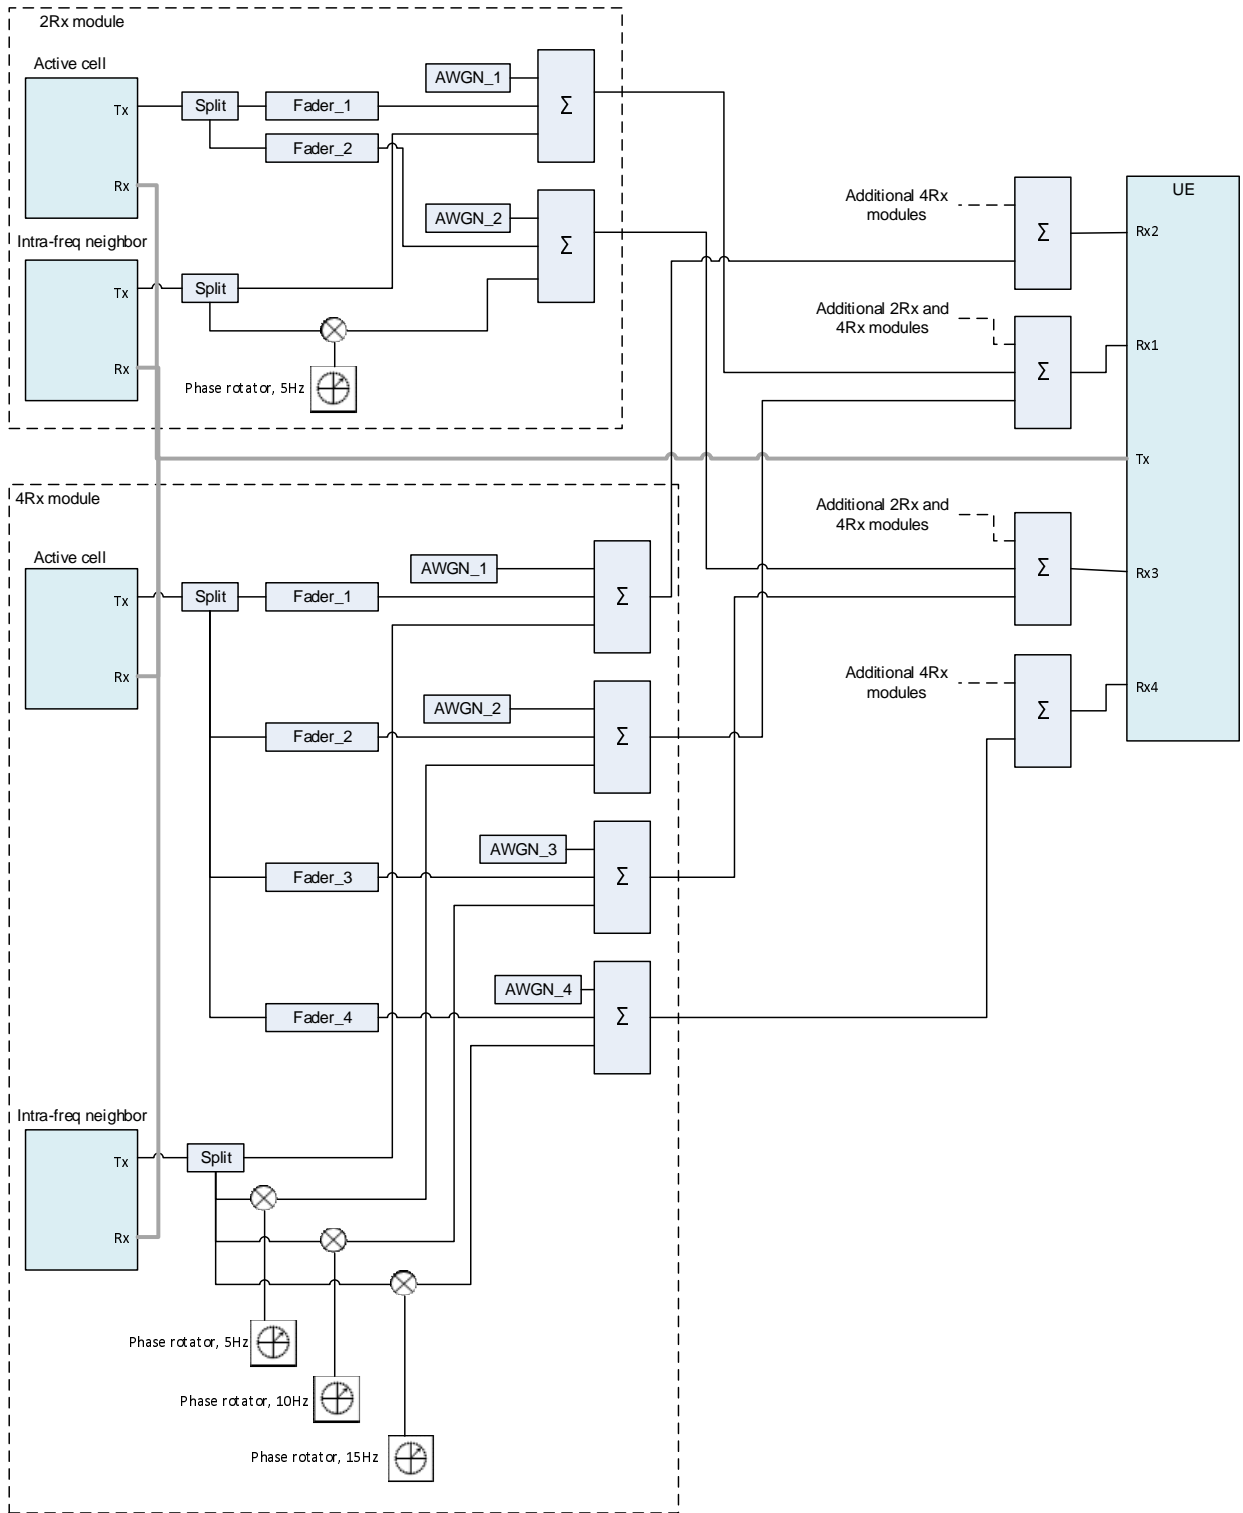 2Rx module
Active cell
Tx
Rx
Split
Fader_1
Fader_2
AWGN_1
Σ
AWGN_2
Σ
Intra-freq neighbor
Tx
Rx
Split
Phase rotator, 5Hz
4Rx module
Active cell
Tx
Rx
Split
Fader_1
AWGN_1
Σ
Fader_2
AWGN_2
Σ
Fader_3
AWGN_3
Σ
Fader_4
AWGN_4
Σ
Intra-freq neighbor
Tx
Rx
Split
Phase rotator, 5Hz
Phase rotator, 10Hz
Phase rotator, 15Hz
Additional 4Rx
modules
Σ
Additional 2Rx and
4Rx modules
Σ
Additional 2Rx and
4Rx modules
Σ
Additional 4Rx
modules
Σ
UE
Rx2
Rx1
Tx
Rx3
Rx4